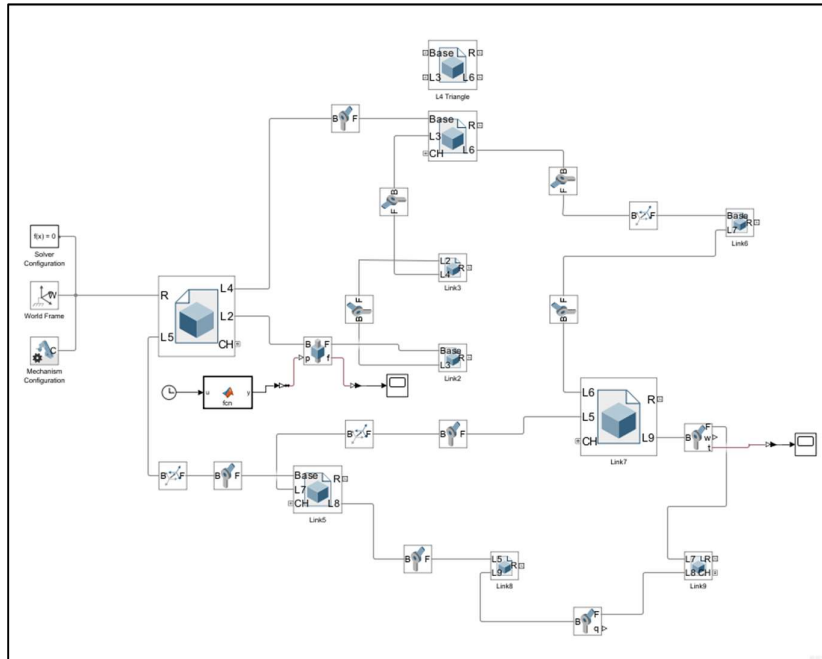 Base R
L3 L6
L4 Triangle
B F
Base
L3 R
CH L6
B
F
B
F
B F
Base
R
L7
Link6
f(x) = 0
Solver
Configuration
W
World Frame
C
Mechanism
Configuration
R L4
L2
L5 CH
L2
R
L4
Link3
F
B
F
B
B F
p f
Base
R
L3
Link2
u y
fcn
L6 R
L5
CH L9
Link7
B F
w
t
B F
B F
B F
B F
Base
R
L7
CH L8
Link5
B F
L5
R
L9
Link8
L7 R
L8 CH
Link9
B F
q